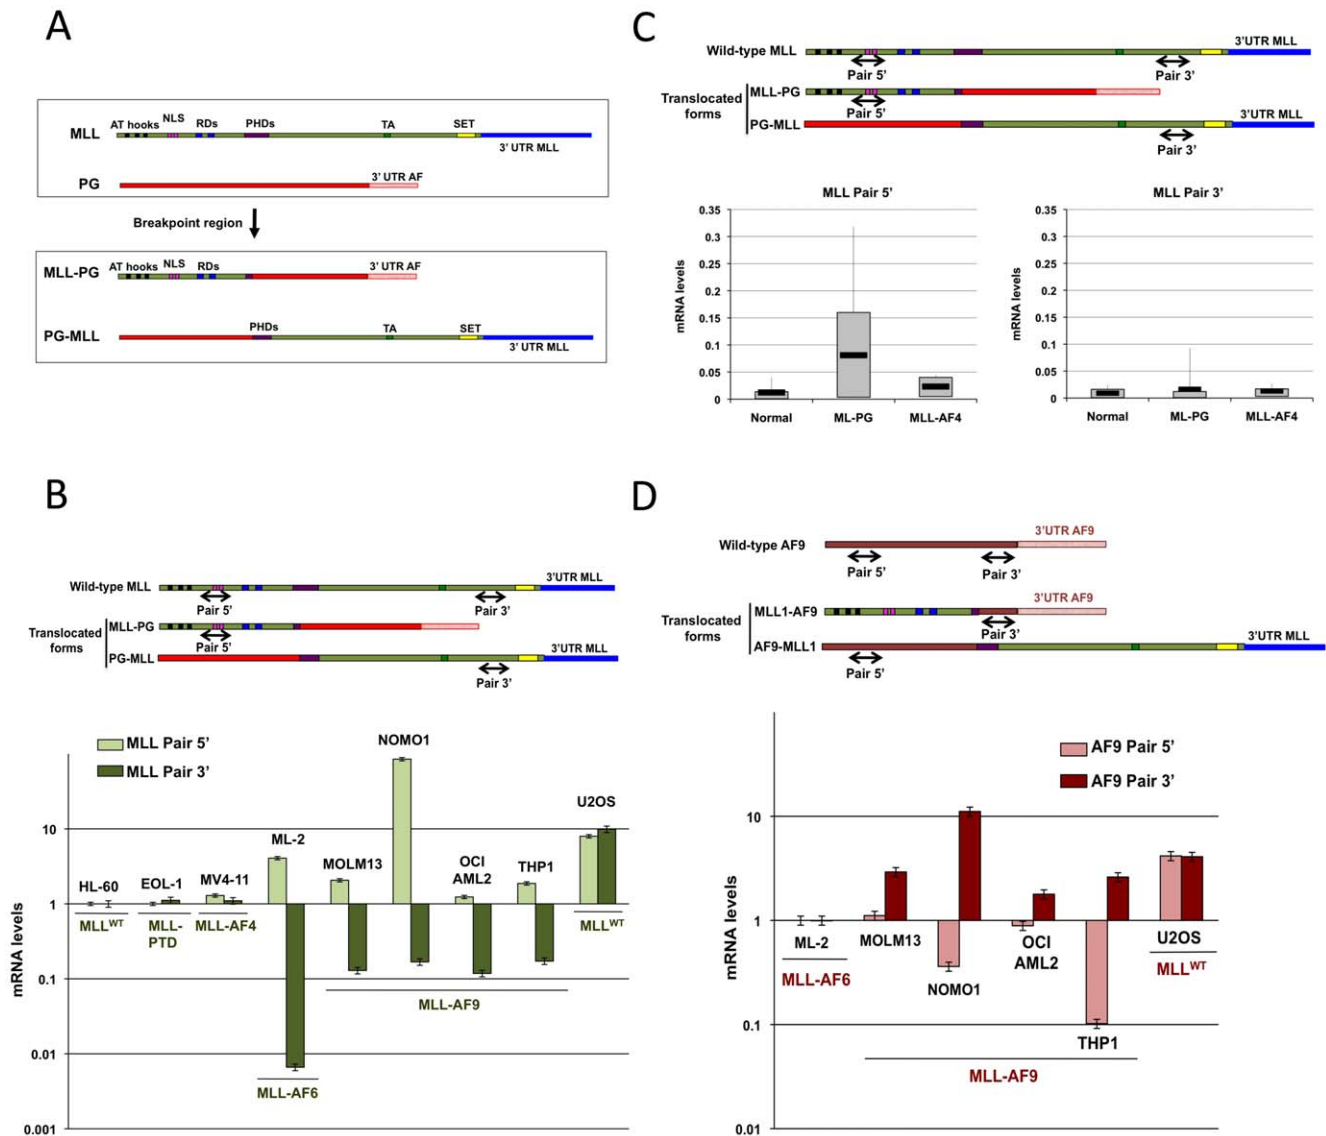 A
AT hooks NLS RDs PHDs TA SET
MLL
3' UTR MLL
3' UTR AF
PG
Breakpoint region
AT hooks NLS RDs 3' UTR AF
MLL-PG
PHDs TA SET
PG-MLL
3' UTR MLL
C
3'UTR MLL
Wild-type MLL
Pair 5' Pair 3'
MLL-PG
Translocated
forms
Pair 5'
3'UTR MLL
PG-MLL
Pair 3'
MLL Pair 5'
0.35
0.3
0.25
0.2
0.15
0.1
0.05
0
mRNA levels
Normal ML-PG MLL-AF4
MLL Pair 3'
0.35
0.3
0.25
0.2
0.15
0.1
0.05
0
mRNA levels
Normal ML-PG MLL-AF4
B
3'UTR MLL
Wild-type MLL
Pair 5' Pair 3'
MLL-PG
Translocated
forms
Pair 5'
3'UTR MLL
PG-MLL
Pair 3'
MLL Pair 5'
MLL Pair 3'
10
1
0.1
0.01
0.001
mRNA levels
HL-60
EOL-1
MV4-11
ML-2
MOLM13
NOMO1
OCI
AML2
THP1
U2OS
MLLWT
MLL-
PTD
MLL-AF4
MLL-AF6
MLL-AF9
MLLWT
D
3'UTR AF9
Wild-type AF9
Pair 5' Pair 3'
3'UTR AF9
MLL1-AF9
Translocated
forms
Pair 3'
3'UTR MLL
AF9-MLL1
Pair 5'
AF9 Pair 5'
AF9 Pair 3'
10
1
0.1
0.01
mRNA levels
ML-2
MOLM13
NOMO1
OCI
AML2
THP1
U2OS
MLL-AF6
MLL-AF9
MLLWT